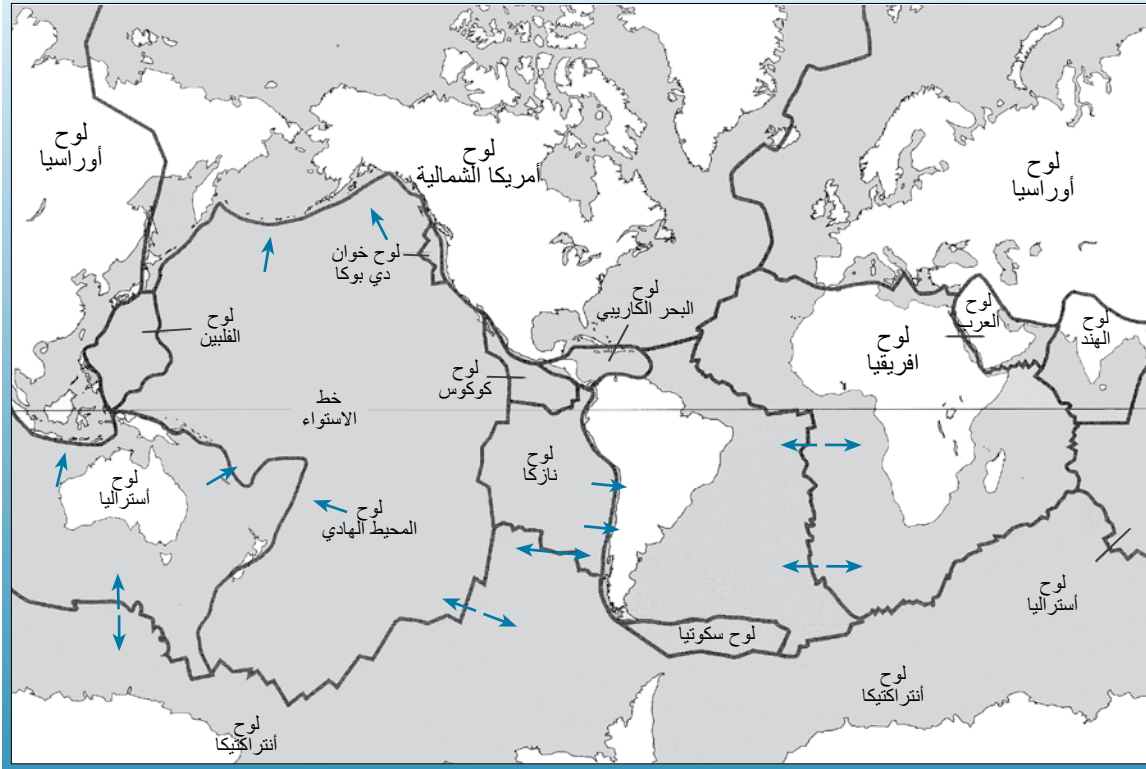 لوح
أوراسيا
لوح
أمريكا الشمالية
لوح
أوراسيا
لوح خوان
دي بوكا
لوح
البحر الكاريبي
لوح
العرب
لوح
الهند
لوح
الفلبين
لوح
افريقيا
لوح
كوكوس
خط
الاستواء
لوح
نازكا
لوح
أستراليا
لوح
المحيط الهادي
لوح
أستراليا
لوح سكوتيا
لوح
أنتراكتيكا
لوح
أنتراكتيكا